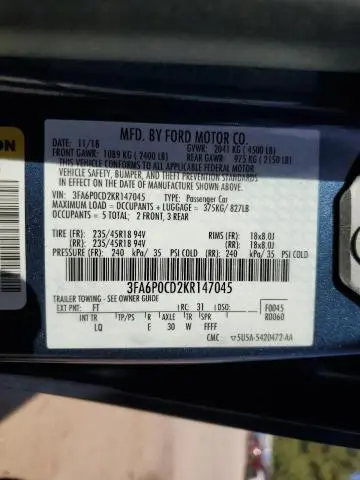 ION
MFD. BY FORD MOTOR CO.
DATE: 11/18 GVWR: 2041 KG ( 4500 LB)
FRONT GAWR: 1089 KG ( 2400 LB) REAR GAWR: 975 KG ( 2150 LB)
THIS VEHICLE CONFORMS TO ALL APPLICABLE FEDERAL MOTOR
VEHICLE SAFETY, BUMPER, AND THEFT PREVENTION STANDARDS
IN EFFECT ON THE DATE OF MANUFACTURE SHOWN ABOVE.
VIN: 3FA6P0CD2KR147045 TYPE: Passenger Car
MAXIMUM LOAD = OCCUPANTS + LUGGAGE = 375KG/ 827LB
OCCUPANTS = 5 TOTAL; 2 FRONT, 3 REAR
TIRE (FR): 235/45R18 94V RIMS (FR): 18x8.0J
TIRE (RR): 235/45R18 94V RIMS (RR): 18x8.0J
PRESSURE (FR): 240 kPa/ 35 PSI COLD (RR): 240 kPa/ 35 PSI COLD
3FA6P0CD2KR147045
TRAILER TOWING - SEE OWNER GUIDE
EXT PNT: FT RC: 31 DSO: F0045
R0060
INT TR TP/PS R AXLE TR SPR
LQ E 30 W FFFF
CMC 5U5A-5420472-AA